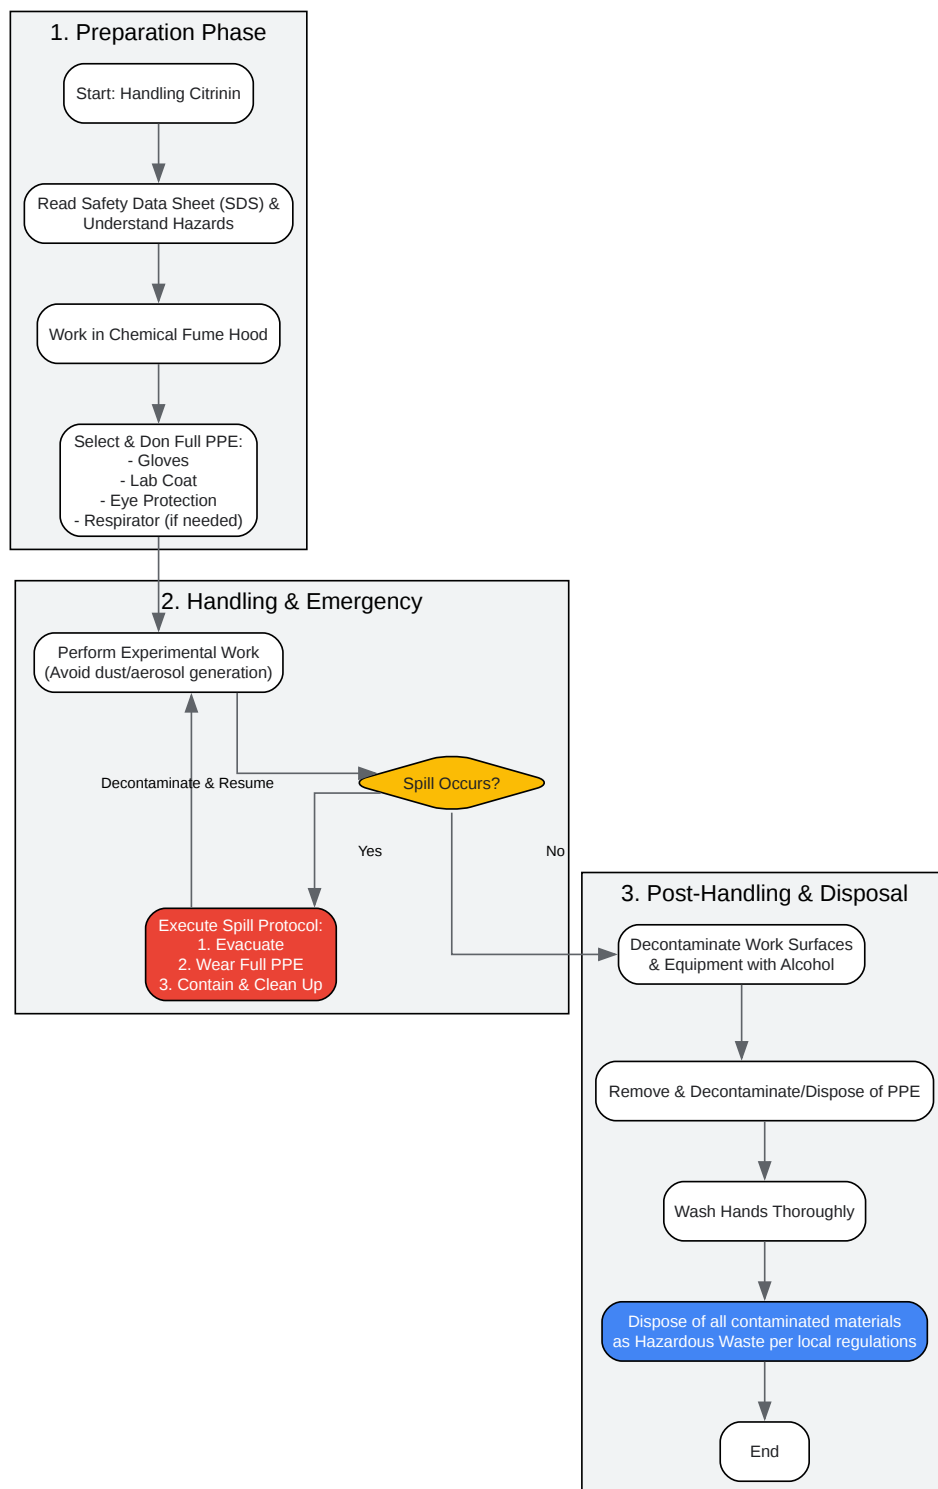 1. Preparation Phase
Start: Handling Citrinin
Read Safety Data Sheet (SDS) &
Understand Hazards
Work in Chemical Fume Hood
Select & Don Full PPE:
- Gloves
- Lab Coat
- Eye Protection
- Respirator (if needed)
2. Handling & Emergency
Perform Experimental Work
(Avoid dust/aerosol generation)
Decontaminate & Resume
Spill Occurs?
Yes
No
Execute Spill Protocol:
1. Evacuate
2. Wear Full PPE
3. Contain & Clean Up
3. Post-Handling & Disposal
Decontaminate Work Surfaces
& Equipment with Alcohol
Remove & Decontaminate/Dispose of PPE
Wash Hands Thoroughly
Dispose of all contaminated materials
as Hazardous Waste per local regulations
End